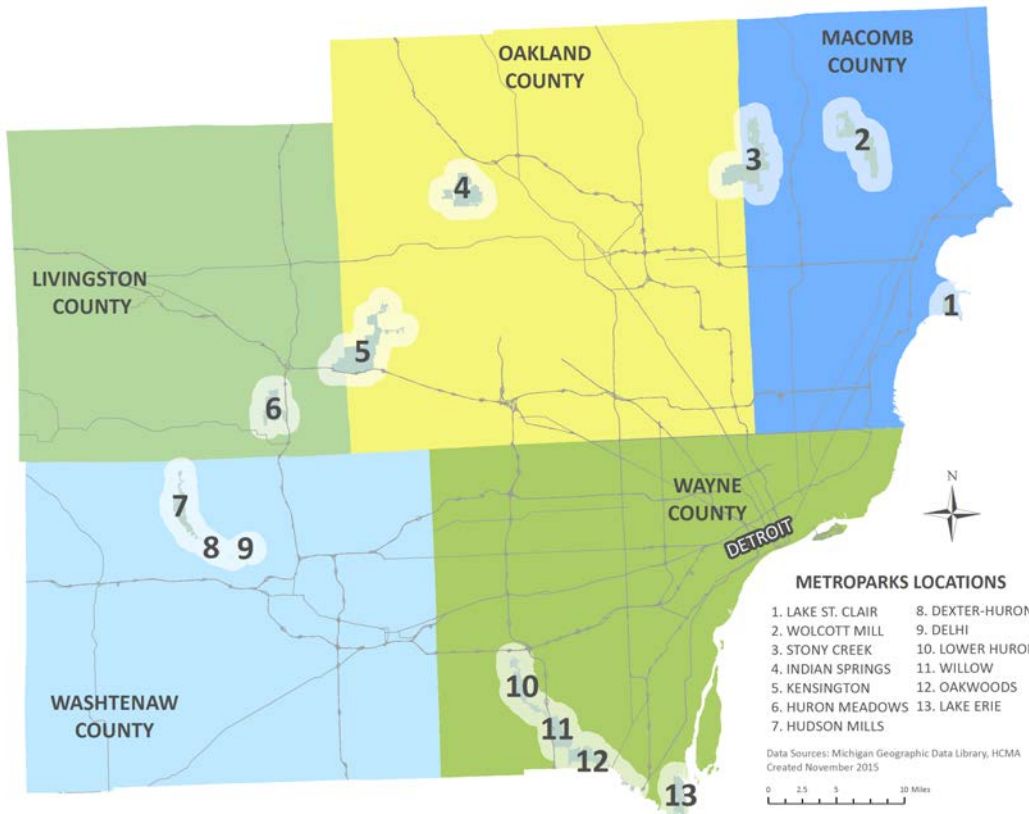 OAKLAND
COUNTY
MACOMB
COUNTY
2
3
4
LIVINGSTON
COUNTY
1
5
6
7
8
9
WAYNE
COUNTY
DETROIT
N
10
11
12
13
WASHTENAW
COUNTY
METROPARKS LOCATIONS
1. LAKE ST. CLAIR
2. WOLCOTT MILL
3. STONY CREEK
4. INDIAN SPRINGS
5. KENSINGTON
6. HURON MEADOWS
7. HUDSON MILLS
8. DEXTER-HURON
9. DELHI
10. LOWER HURON
11. WILLOW
12. OAKWOODS
13. LAKE ERIE
Data Sources: Michigan Geographic Data Library, HCMA
Created November 2015
0 2.5 5 10 Miles